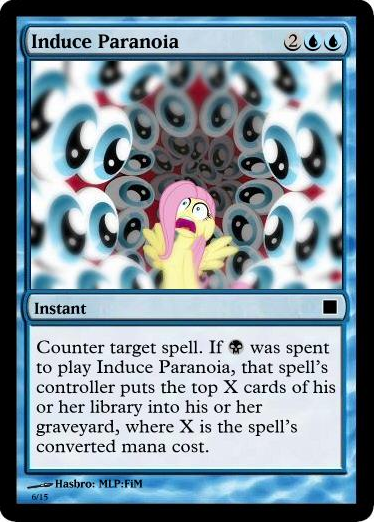 Induce Paranoia 2
Instant
Counter target spell. If was spent
to play Induce Paranoia, that spell's
controller puts the top X cards of his
or her library into his or her
graveyard, where X is the spell's
converted mana cost.
Hasbro: MLP:FiM
6/15